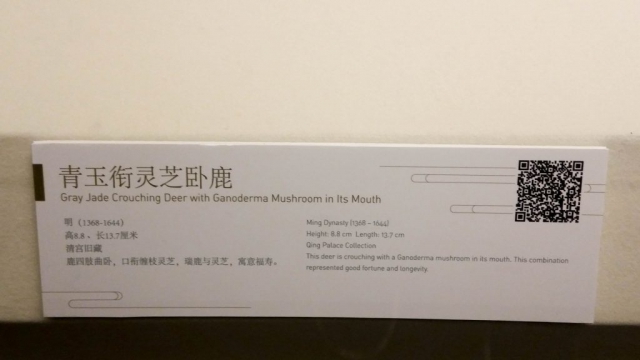 青玉衔灵芝卧鹿
Gray Jade Crouching Deer with Ganoderma Mushroom in Its Mouth
明（1368-1644）
高8.8 、长13.7厘米
清宫旧藏
鹿四肢曲卧，口衔缠枝灵芝，瑞鹿与灵芝，寓意福寿。
Ming Dynasty (1368 - 1644)
Height: 8.8 cm Length: 13.7 cm
Qing Palace Collection
This deer is crouching with a Ganoderma mushroom in its mouth. This combination
represented good fortune and longevity.